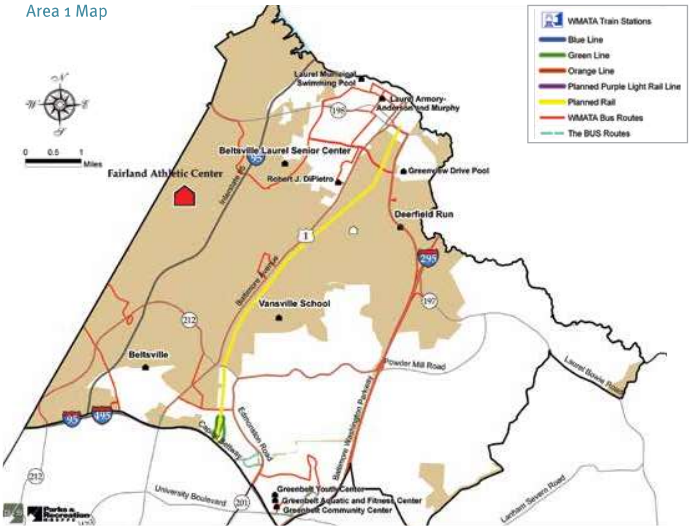 Area 1 Map
WMATA Train Stations
Blue Line
Green Line
Orange Line
Planned Purple Light Rail Line
Planned Rail
WMATA Bus Routes
The BUS Routes
N
W E
S
0 0.5 1
Miles
Laurel Municipal
Swimming Pool
198
Laurel Armory-
Anderson and Murphy
Beltsville Laurel Senior Center
95
Fairland Athletic Center
Robert J. DiPietro
Greenview Drive Pool
Interstate 95
Deerfield Run
1
295
Baltimore Avenue
197
Vansville School
212
Beltsville
Powder Mill Road
Laurel Bowie Road
95
495
Edmonston Road
Baltimore Washington Parkway
Capital Beltway
212
University Boulevard
201
Greenbelt Youth Center
Greenbelt Aquatic and Fitness Center
Greenbelt Community Center
Lanham Severn Road
Parks &
Recreation